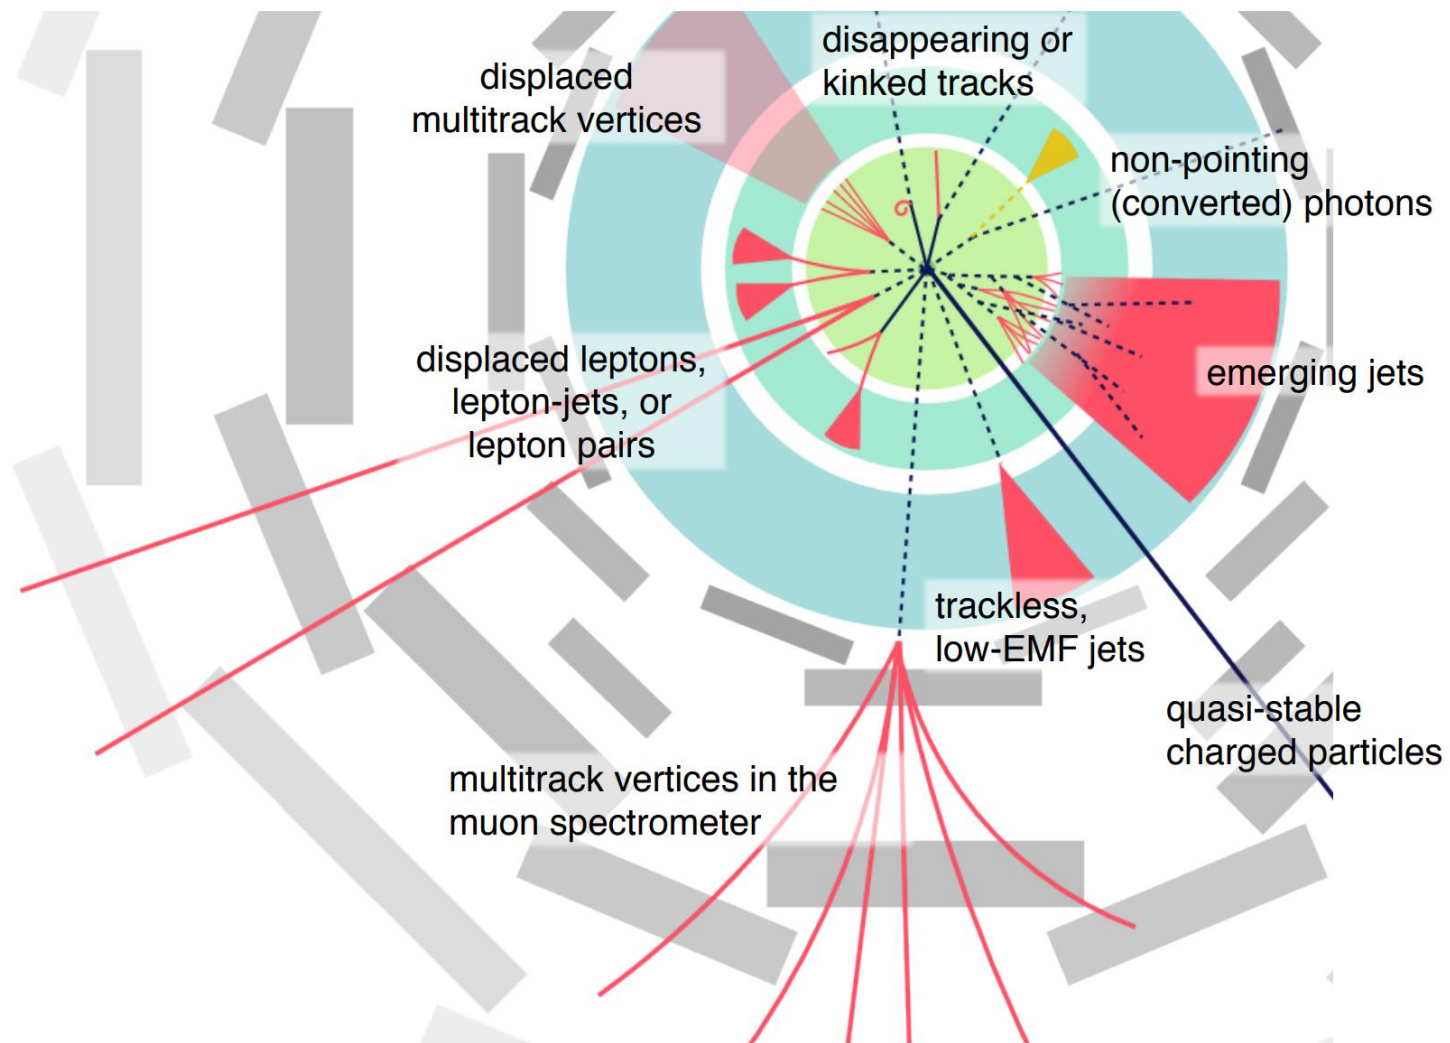 disappearing or
kinked tracks
displaced
multitrack vertices
non-pointing
(converted) photons
displaced leptons,
lepton-jets, or
lepton pairs
emerging jets
trackless,
low-EMF jets
quasi-stable
charged particles
multitrack vertices in the
muon spectrometer